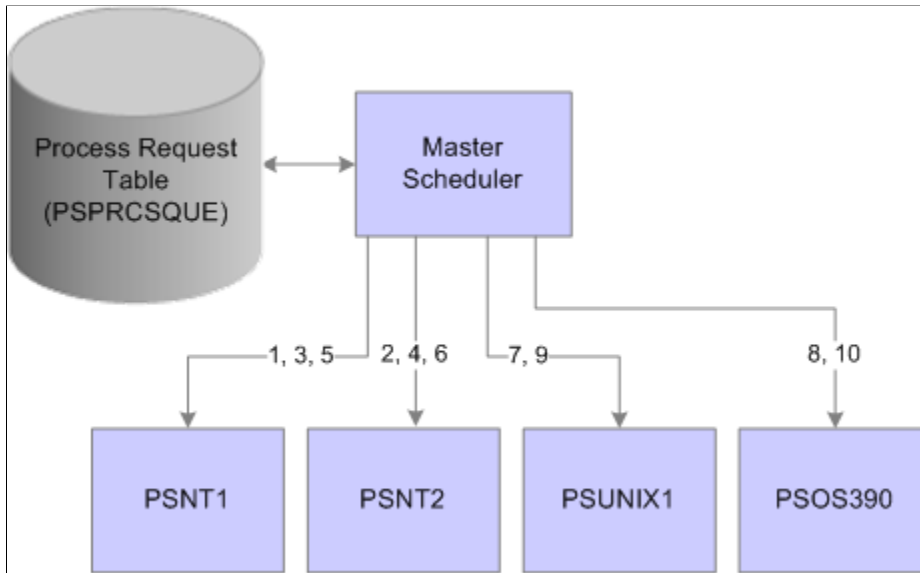 Process Request
Table
(PSPRCSQUE)
Master
Scheduler
1, 3, 5
2, 4, 6
7, 9
8, 10
PSNT1
PSNT2
PSUNIX1
PSOS390